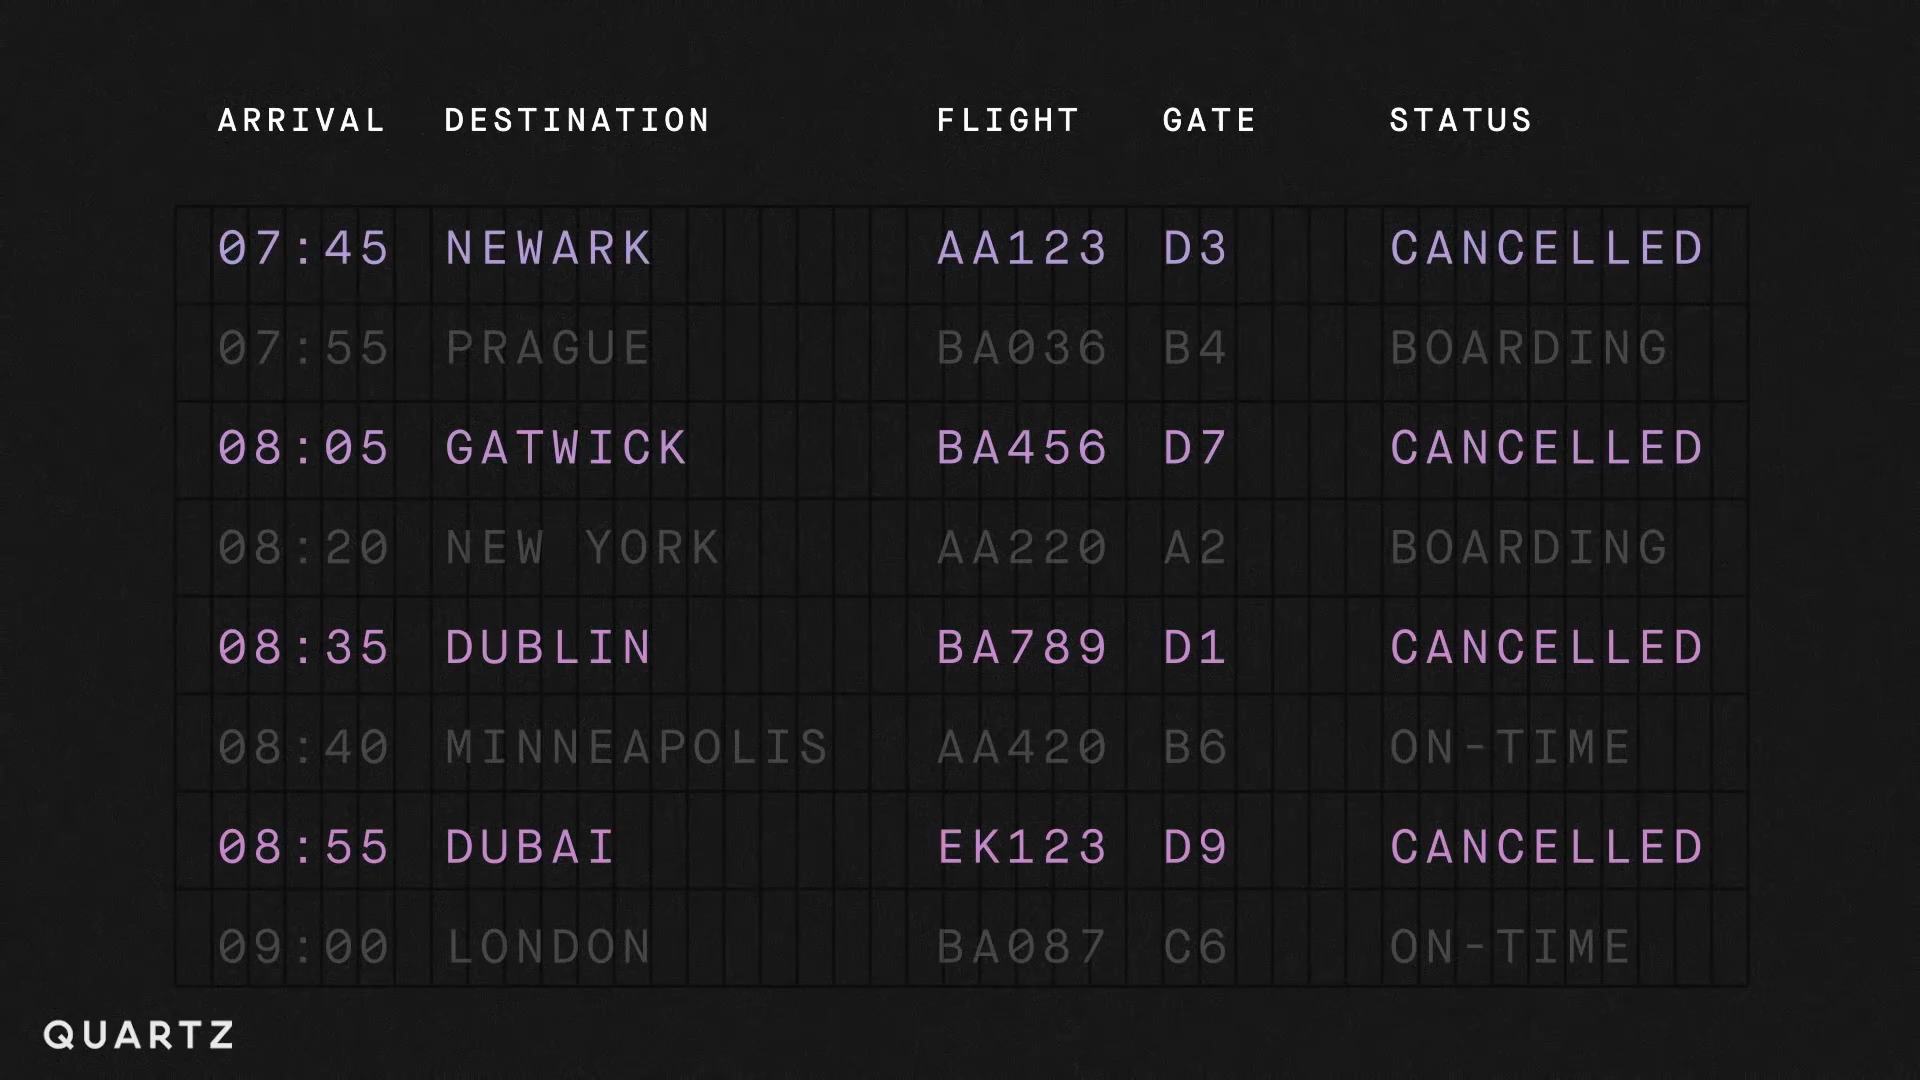 ARRIVAL DESTINATION FLIGHT GATE STATUS
07:45 NEWARK AA123 D3 CANCELLED
07:55 PRAGUE BA036 B4 BOARDING
08:05 GATWICK BA456 D7 CANCELLED
08:20 NEW YORK AA220 A2 BOARDING
08:35 DUBLIN BA789 D1 CANCELLED
08:40 MINNEAPOLIS AA420 B6 ON-TIME
08:55 DUBAI EK123 D9 CANCELLED
09:00 LONDON BA087 C6 ON-TIME
QUARTZ